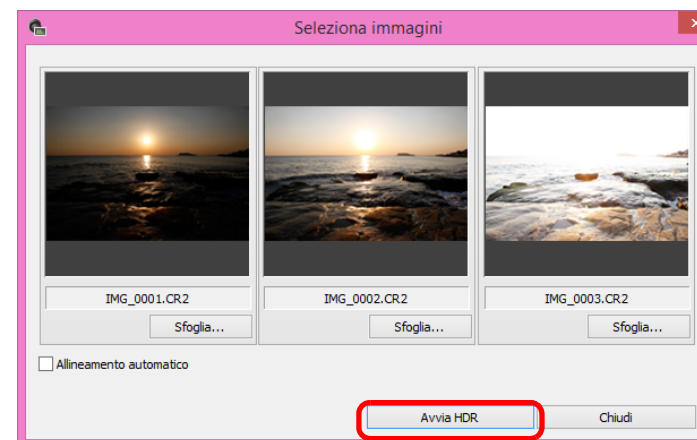 Seleziona immagini
IMG_0001.CR2
IMG_0002.CR2
IMG_0003.CR2
Sfoglia...
Sfoglia...
Sfoglia...
Allineamento automatico
Avvia HDR
Chiudi